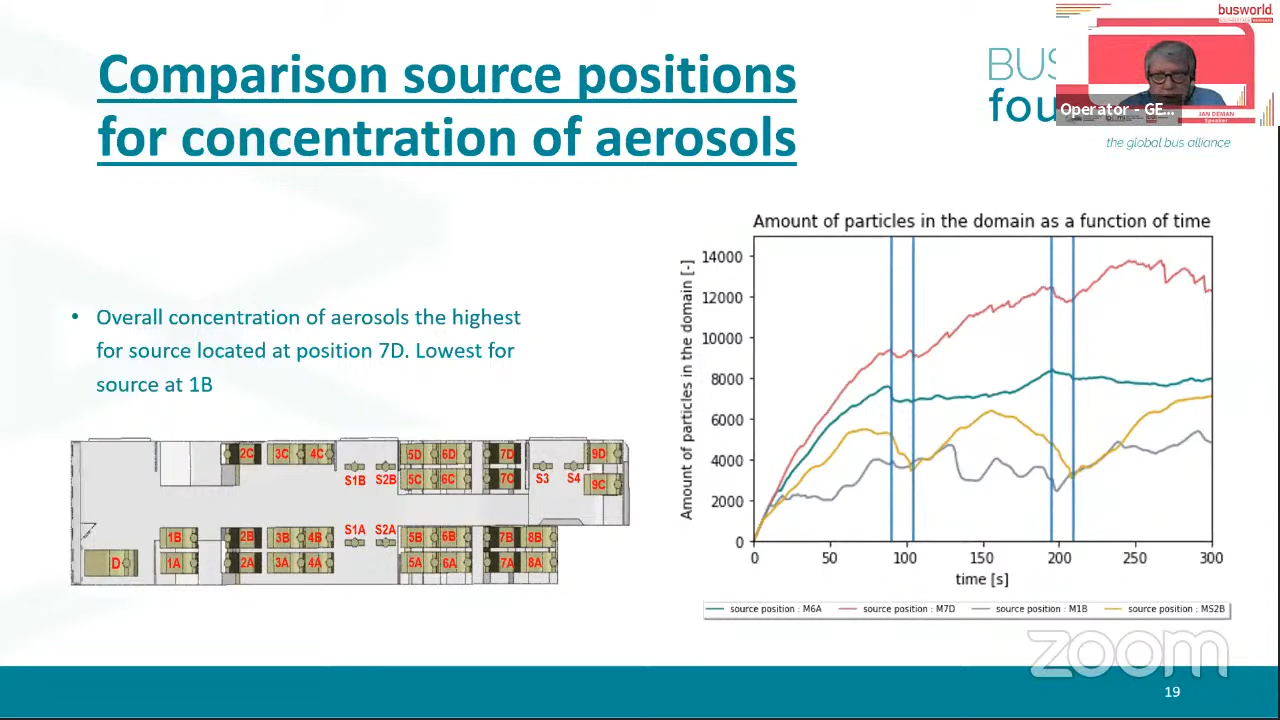 Comparison source positions
for concentration of aerosols
busworld.
Operator - GE...
JAN DEMAN
Speaker
BUS
fou
the global bus alliance
• Overall concentration of aerosols the highest
for source located at position 7D. Lowest for
source at 1B
2C 3C 4C S1B S2B 5D 6D 7D S3 S4 9D
5C 6C 7C 9C
1B 2B 3B 4B S1A S2A 5B 6B 7B 8B
D 1A 2A 3A 4A 5A 6A 7A 8A
Amount of particles in the domain as a function of time
Amount of particles in the domain [-]
14000
12000
10000
8000
6000
4000
2000
0
0 50 100 150 200 250 300
time [s]
source position : M6A source position : M7D source position : M1B source position : MS2B
zoom
19